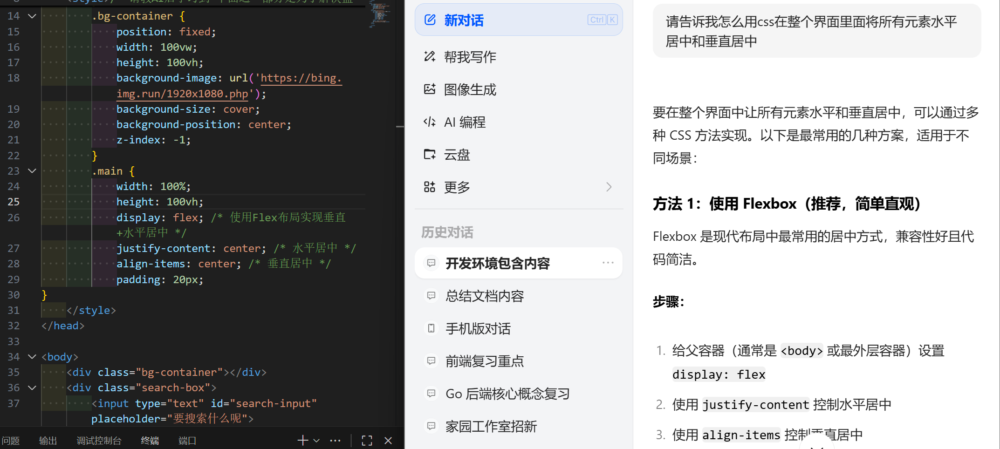 14 .bg-container {
15 position: fixed;
16 width: 100vw;
17 height: 100vh;
18 background-image: url('https://bing.
img.run/1920x1080.php');
19 background-size: cover;
20 background-position: center;
21 z-index: -1;
22 }
23 .main {
24 width: 100%;
25 height: 100vh;
26 display: flex; /* 使用Flex布局实现垂直
+水平居中 */
27 justify-content: center; /* 水平居中 */
28 align-items: center; /* 垂直居中 */
29 padding: 20px;
30 }
31 </style>
32 </head>
33
34 <body>
35 <div class="bg-container"></div>
36 <div class="search-box">
37 <input type="text" id="search-input"
placeholder="要搜索什么呢">
问题 输出 调试控制台 终端 端口
新对话 Ctrl K
帮我写作
图像生成
AI 编程
云盘
更多
历史对话
开发环境包含内容
总结文档内容
手机版对话
前端复习重点
Go 后端核心概念复习
家园工作室招新
请告诉我怎么用css在整个界面里面将所有元素水平
居中和垂直居中
要在整个界面中让所有元素水平和垂直居中，可以通过多
种 CSS 方法实现。以下是最常用的几种方案，适用于不
同场景：
方法 1：使用 Flexbox（推荐，简单直观）
Flexbox 是现代布局中最常用的居中方式，兼容性好且代
码简洁。
步骤：
1. 给父容器（通常是 <body> 或最外层容器）设置
display: flex
2. 使用 justify-content 控制水平居中
3. 使用 align-items 控制垂直居中